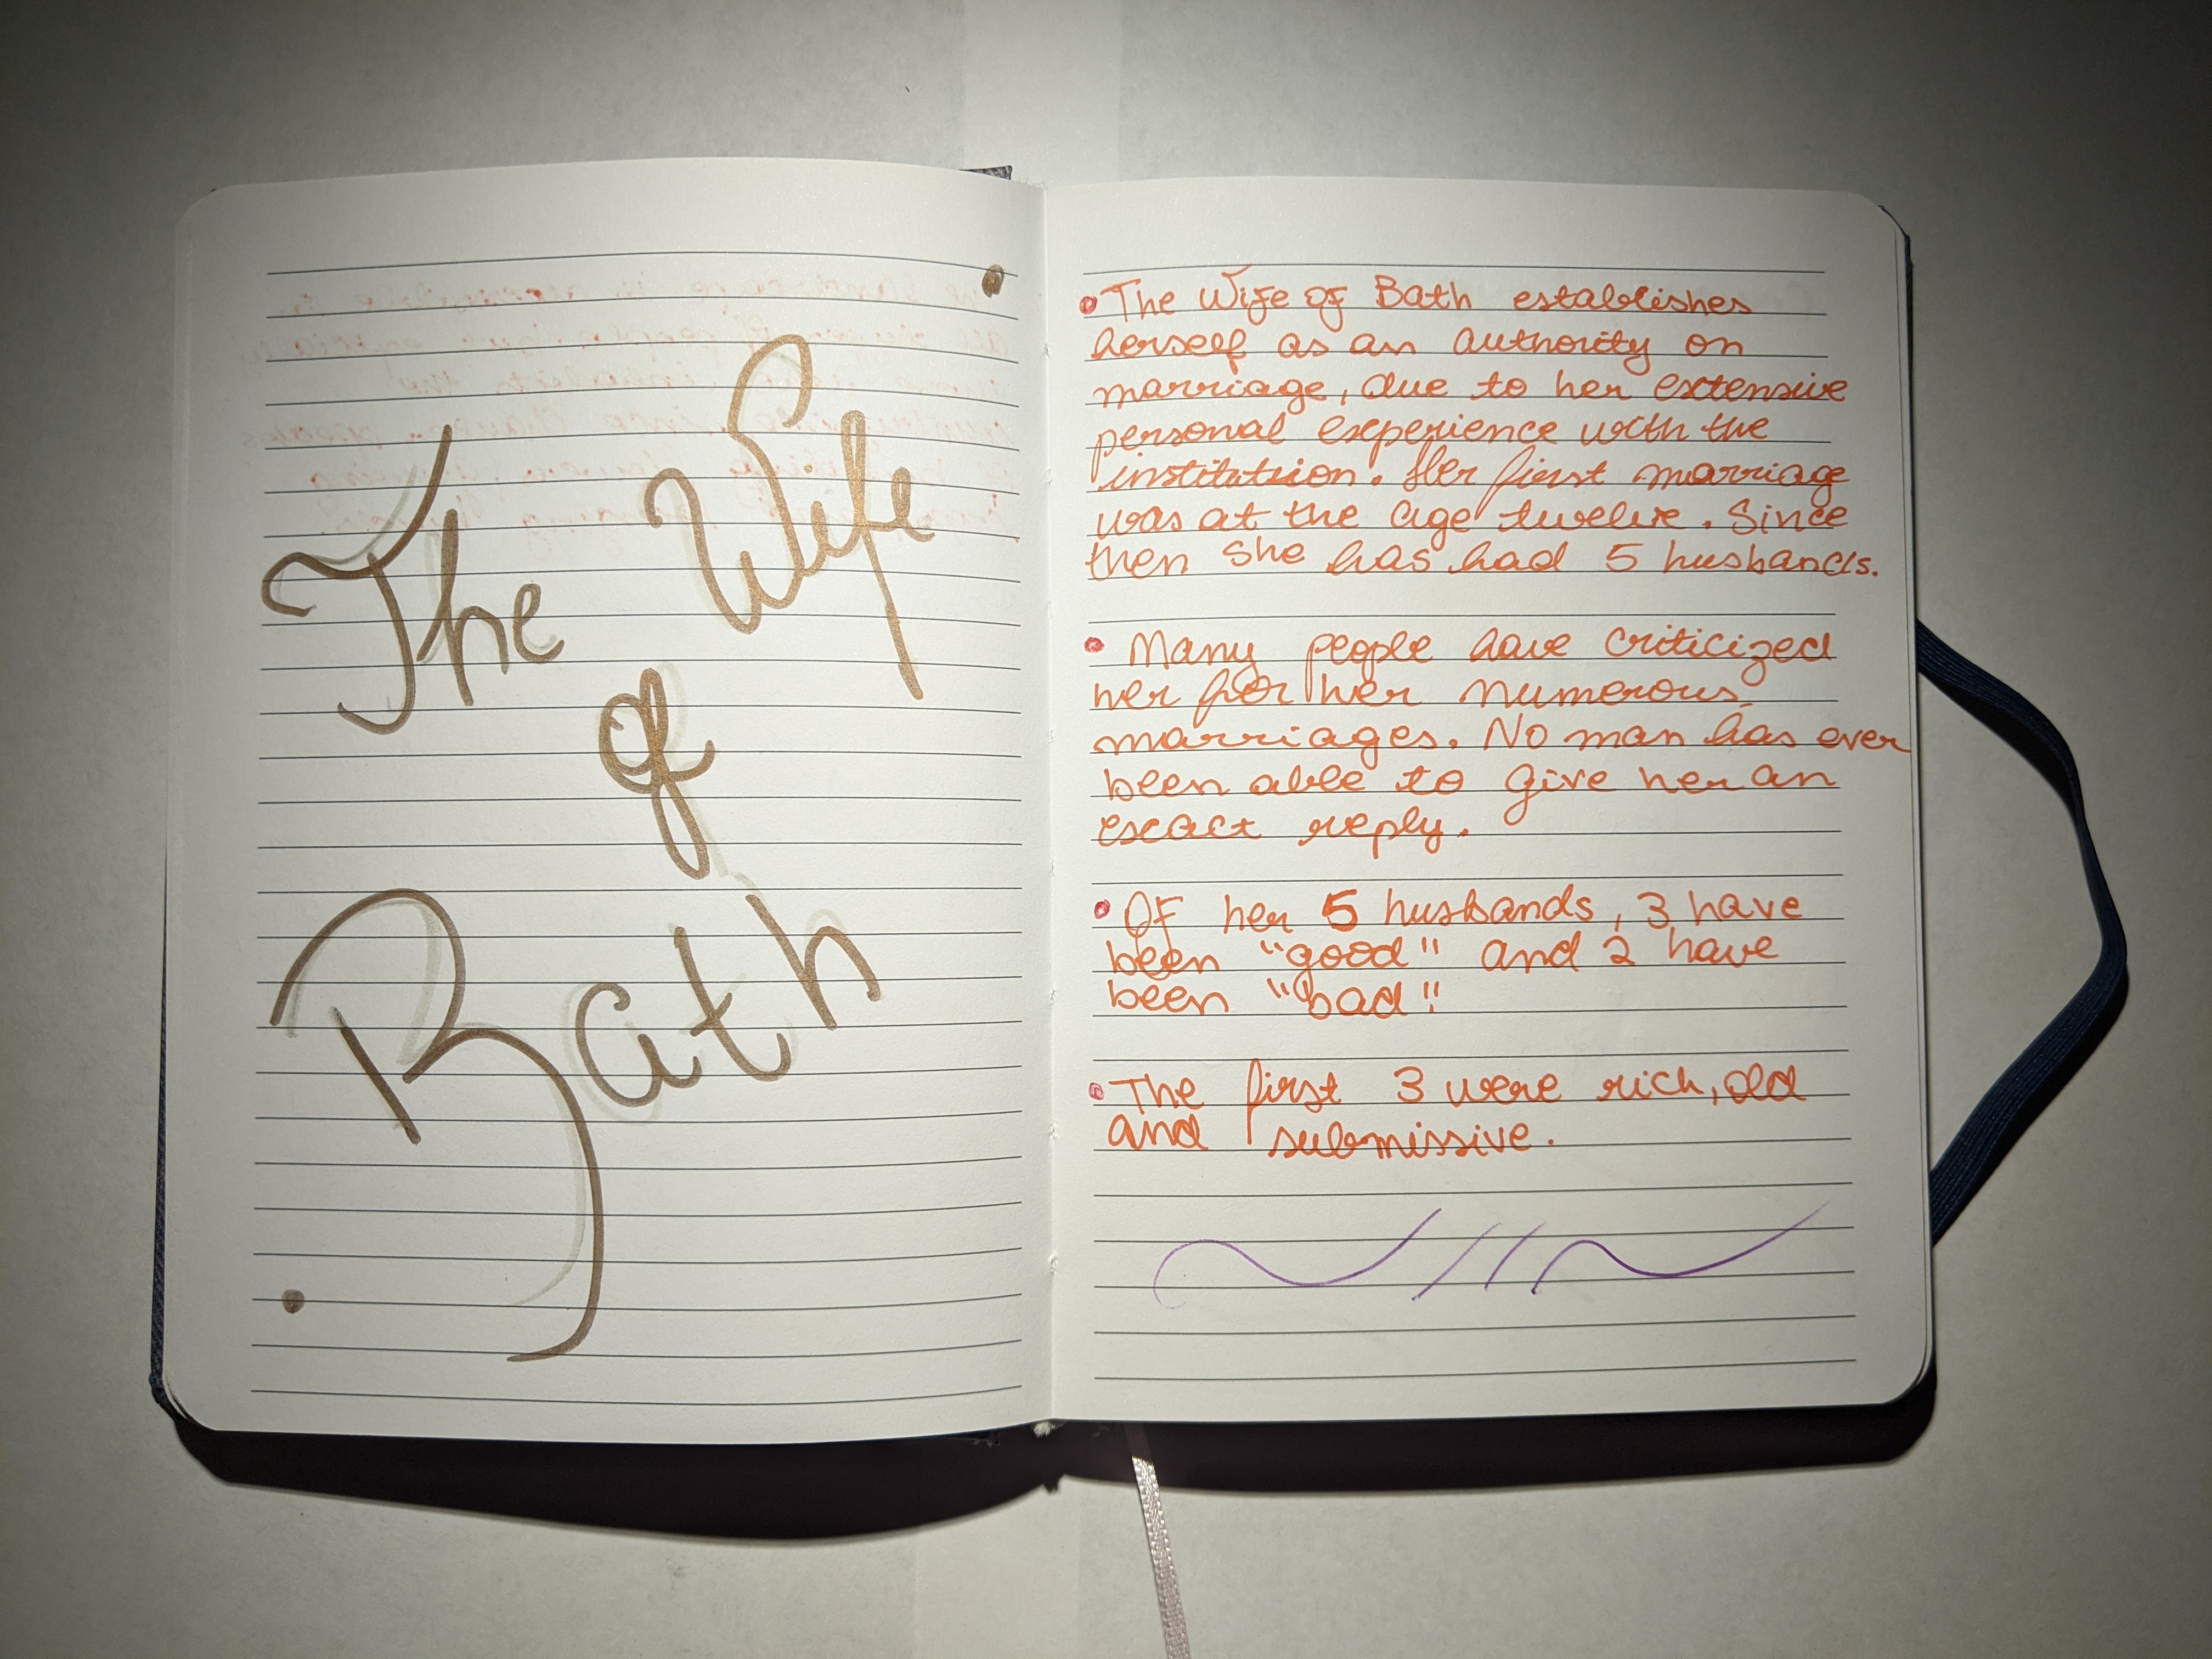 The Wife
of
Bath
• The Wife of Bath establishes
herself as an authority on
marriage, due to her extensive
personal experience with the
institution. Her first marriage
was at the age twelve. Since
then she has had 5 husbands.
• Many people have criticized
her for her numerous
marriages. No man has ever
been able to give her an
exact reply.
• Of her 5 husbands, 3 have
been "good" and 2 have
been "bad".
• The first 3 were rich, old
and submissive.